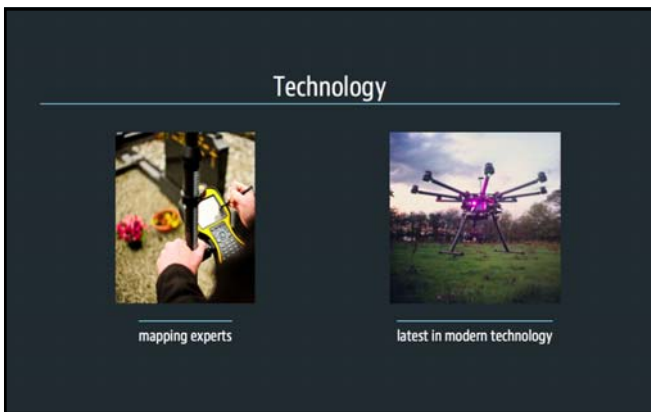 Technology
mapping experts
latest in modern technology